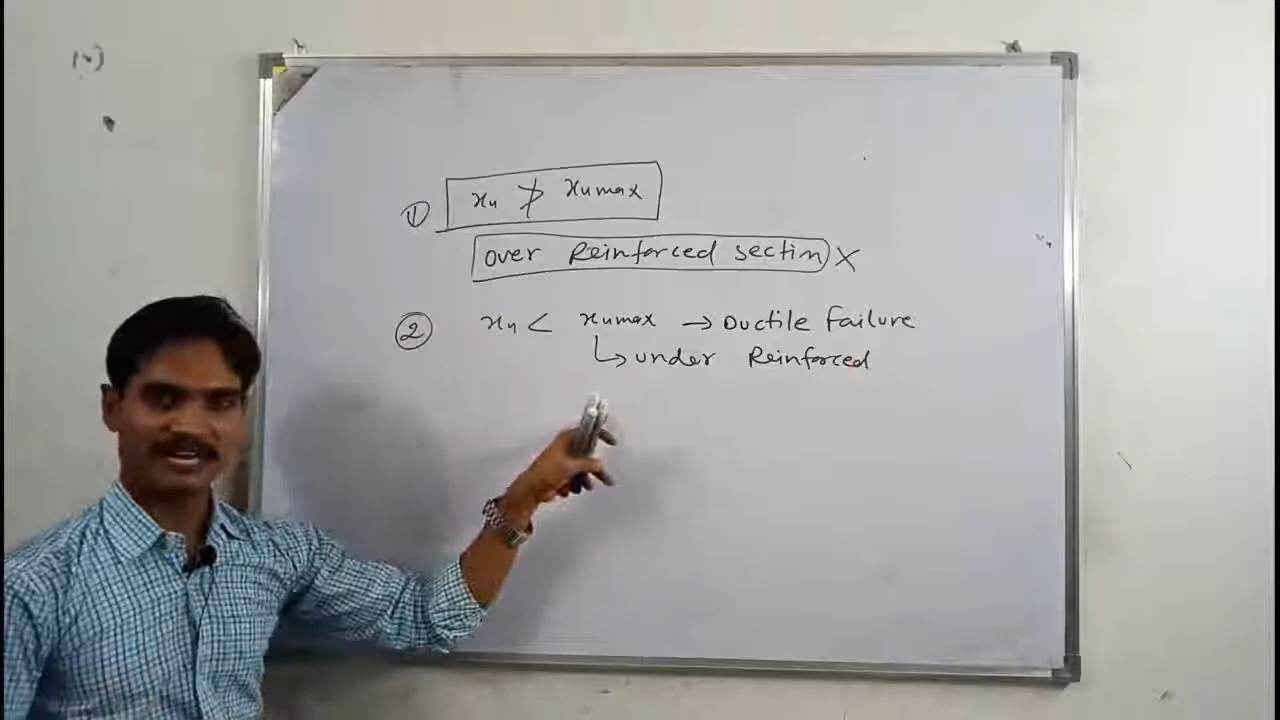 ① xu ≯ xumax
over Reinforced section X
② xu < xumax → Ductile Failure
↳ under Reinforced